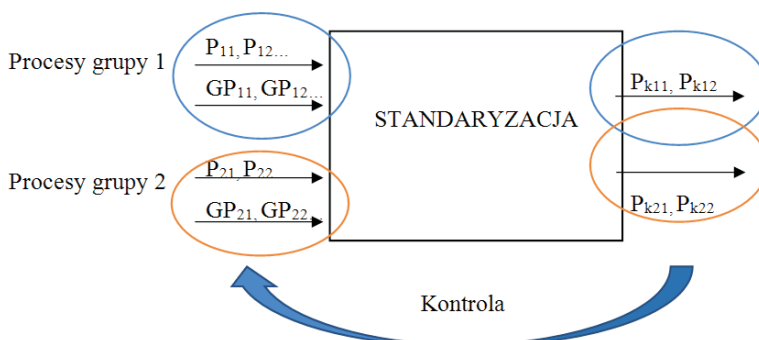 Procesy grupy 1
P11, P12...
GP11, GP12...
STANDARYZACJA
Pk11, Pk12
Procesy grupy 2
P21, P22...
GP21, GP22...
Pk21, Pk22
Kontrola